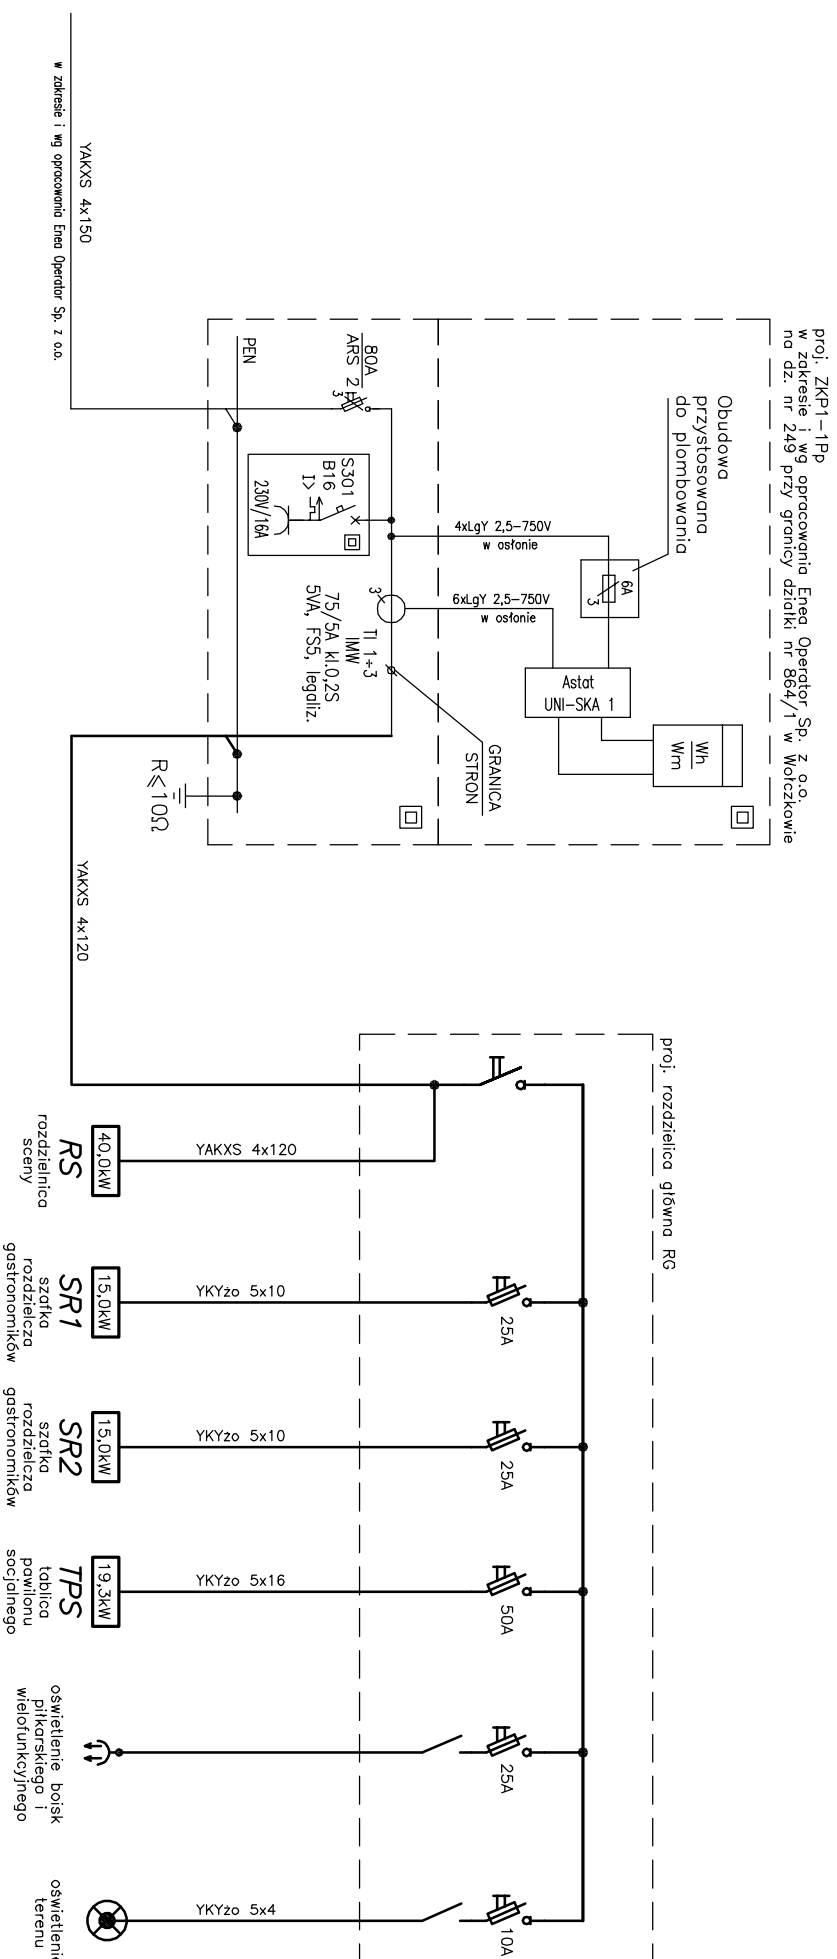 proj. ZKP1-1Pp
w zakresie i wg opracowania Enea Operator Sp. z o.o.
na dz. nr 249 przy granicy działki nr 864/1 w Wołczkowie
Obudowa
przystosowana
do plombowania
6A
3
4xLgY 2,5-750V
w osłonie
6xLgY 2,5-750V
w osłonie
Astat
UNI-SKA 1
Wh
Wm
GRANICA
STRON
80A
ARS 2
3
PEN
S301
B16
I>
230V/16A
3
TI 1÷3
IMW
75/5A kl.0,2S
5VA, FS5, legaliz.
R≤10Ω
YAKXS 4x150
w zakresie i wg opracowania Enea Operator Sp. z o.o.
YAKXS 4x120
proj. rozdzielica główna RG
YAKXS 4x120
40,0kW
RS
rozdzielnica
sceny
25A
YKYżo 5x10
15,0kW
SR1
szafka
rozdzielcza
gastronomików
25A
YKYżo 5x10
15,0kW
SR2
szafka
rozdzielcza
gastronomików
50A
YKYżo 5x16
19,3kW
TPS
tablica
pawilonu
socjalnego
25A
oświetlenie boisk
piłkarskiego i
wielofunkcyjnego
10A
YKYżo 5x4
oświetlenie
terenu